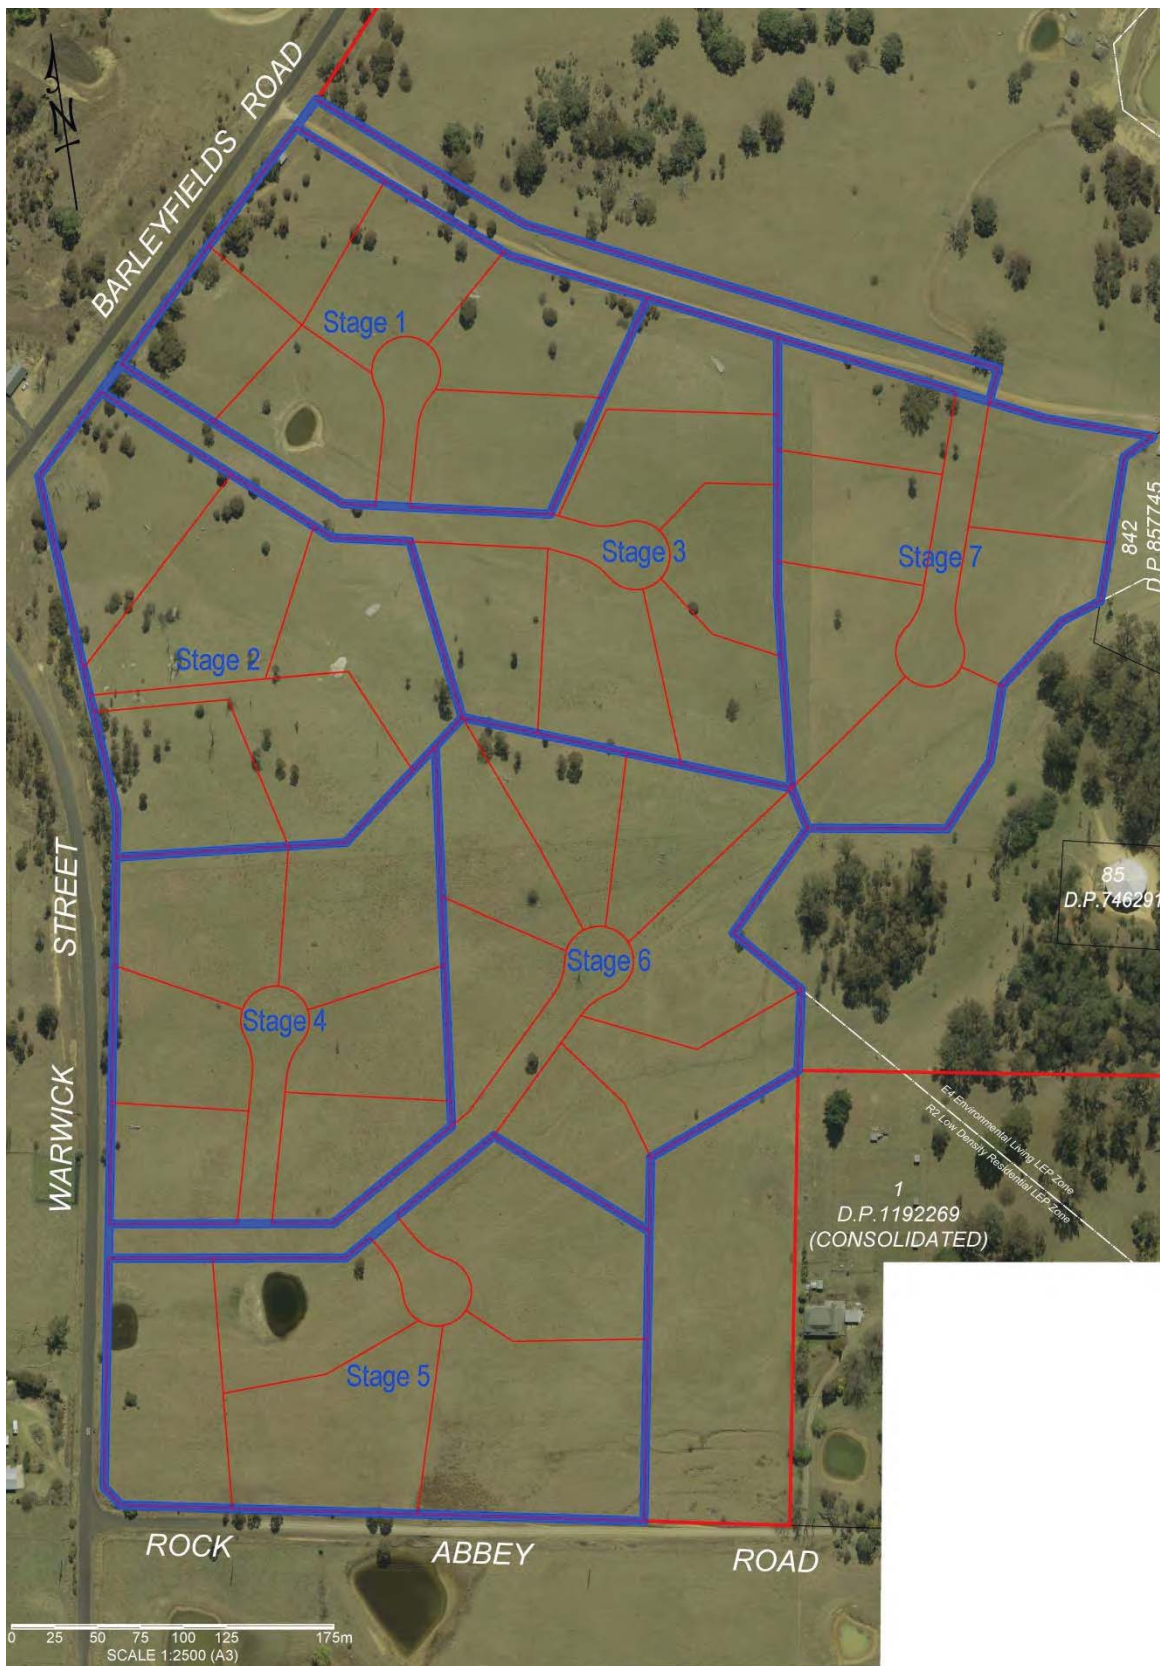 N
BARLEYFIELDS ROAD
Stage 1
Stage 3
Stage 7
842
D.P.857745
Stage 2
85
D.P.746291
WARWICK STREET
Stage 6
Stage 4
E4 Environmental Living LEP Zone
R2 Low Density Residential LEP Zone
1
D.P.1192269
(CONSOLIDATED)
Stage 5
ROCK ABBEY ROAD
0 25 50 75 100 125 175m
SCALE 1:2500 (A3)